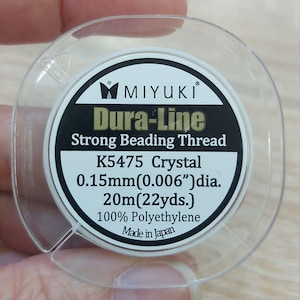 MIYUKI®
Dura-Line
Strong Beading Thread
K5475 Crystal
0.15mm(0.006")dia.
20m(22yds.)
100% Polyethylene
Made in Japan